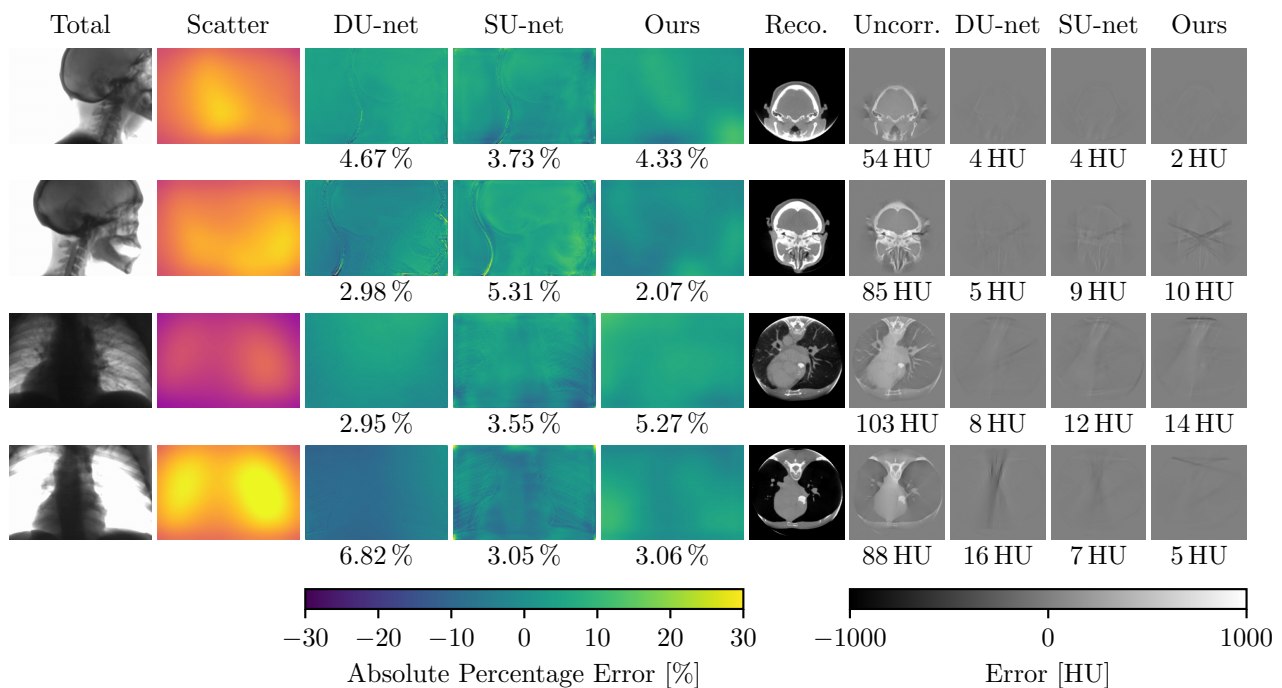 Total Scatter DU-net SU-net Ours Reco. Uncorr. DU-net SU-net Ours
4.67 % 3.73 % 4.33 % 54 HU 4 HU 4 HU 2 HU
2.98 % 5.31 % 2.07 % 85 HU 5 HU 9 HU 10 HU
2.95 % 3.55 % 5.27 % 103 HU 8 HU 12 HU 14 HU
6.82 % 3.05 % 3.06 % 88 HU 16 HU 7 HU 5 HU
−30 −20 −10 0 10 20 30 −1000 0 1000
Absolute Percentage Error [%] Error [HU]